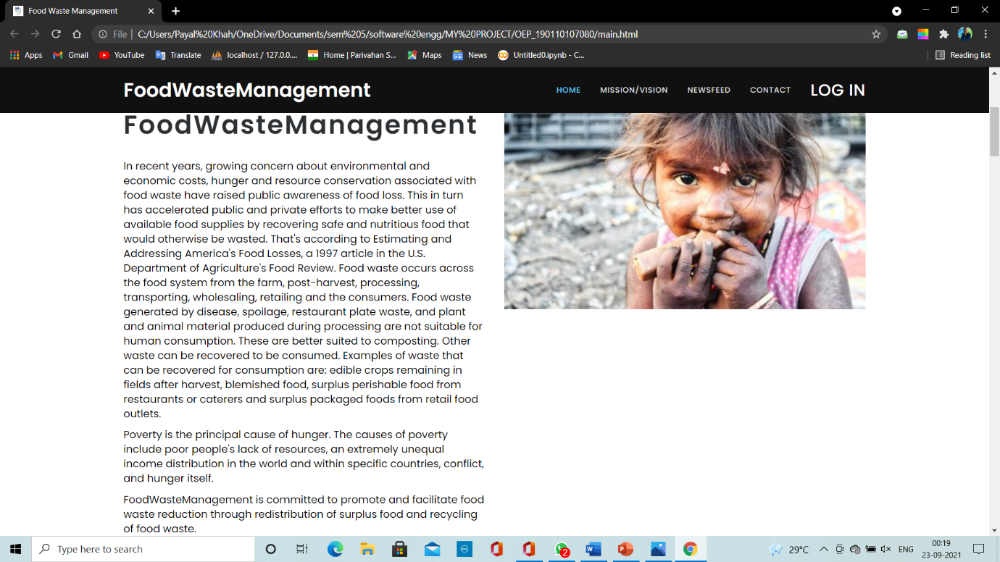 Food Waste Management
File
C:/Users/Payal%20Khah/OneDrive/Documents/sem%205/software%20engg/MY%20PROJECT/OEP_190110107080/main.html
Apps Gmail YouTube Translate localhost / 127.0.0.... Home | Parivahan S... Maps News Untitled0.ipynb - C... Reading list
FoodWasteManagement HOME MISSION/VISION NEWSFEED CONTACT LOG IN
FoodWasteManagement
In recent years, growing concern about environmental and
economic costs, hunger and resource conservation associated with
food waste have raised public awareness of food loss. This in turn
has accelerated public and private efforts to make better use of
available food supplies by recovering safe and nutritious food that
would otherwise be wasted. That's according to Estimating and
Addressing America's Food Losses, a 1997 article in the U.S.
Department of Agriculture's Food Review. Food waste occurs across
the food system from the farm, post-harvest, processing,
transporting, wholesaling, retailing and the consumers. Food waste
generated by disease, spoilage, restaurant plate waste, and plant
and animal material produced during processing are not suitable for
human consumption. These are better suited to composting. Other
waste can be recovered to be consumed. Examples of waste that
can be recovered for consumption are: edible crops remaining in
fields after harvest, blemished food, surplus perishable food from
restaurants or caterers and surplus packaged foods from retail food
outlets.
Poverty is the principal cause of hunger. The causes of poverty
include poor people's lack of resources, an extremely unequal
income distribution in the world and within specific countries, conflict,
and hunger itself.
FoodWasteManagement is committed to promote and facilitate food
waste reduction through redistribution of surplus food and recycling
of food waste.
Type here to search
2
29°C
ENG
00:19
23-09-2021